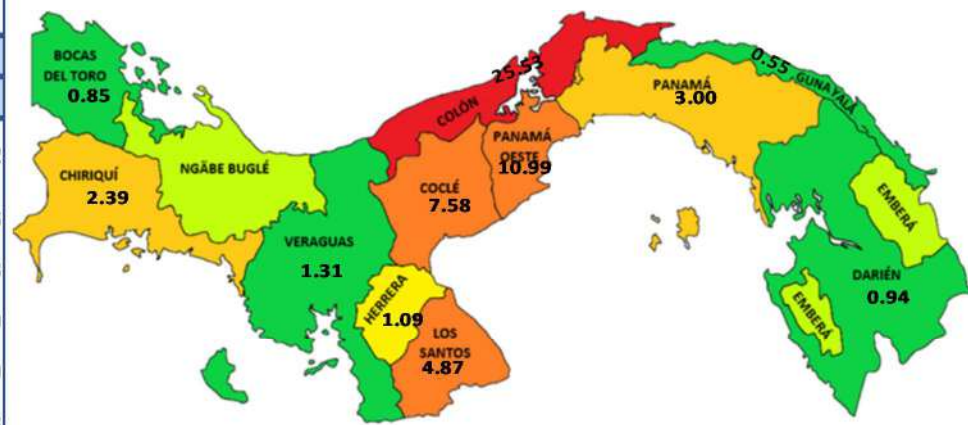 BOCAS
DEL TORO
0.85
CHIRIQUÍ
2.39
NGÄBE BUGLÉ
VERAGUAS
1.31
HERRERA
1.09
LOS
SANTOS
4.87
COCLÉ
7.58
COLÓN
25.53
PANAMÁ
OESTE
10.99
PANAMÁ
3.00
0.55
GUNAYALÁ
EMBERÁ
DARIÉN
0.94
EMBERÁ